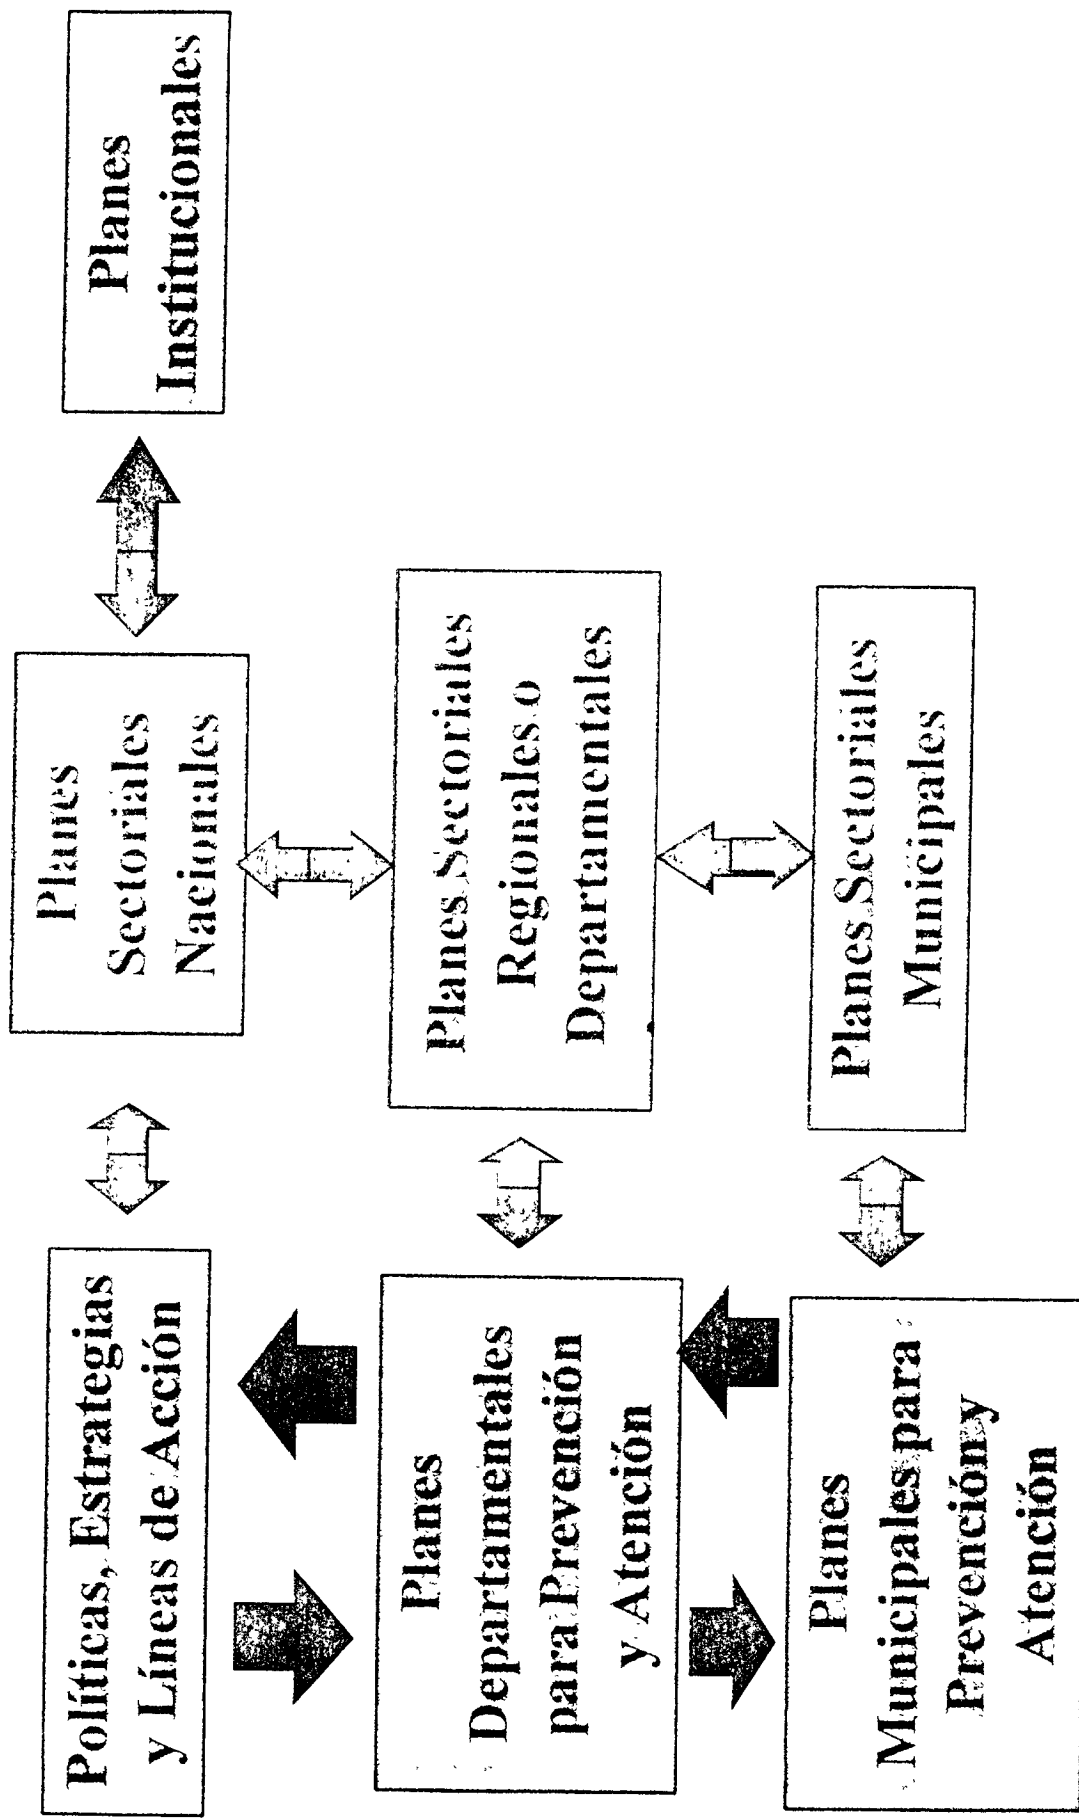 Políticas, Estrategias
y Líneas de Acción
Planes
Sectoriales
Nacionales
Planes
Institucionales
Planes
Departamentales
para Prevención
y Atención
Planes Sectoriales
Regionales o
Departamentales
Planes
Municipales para
Prevención y
Atención
Planes Sectoriales
Municipales